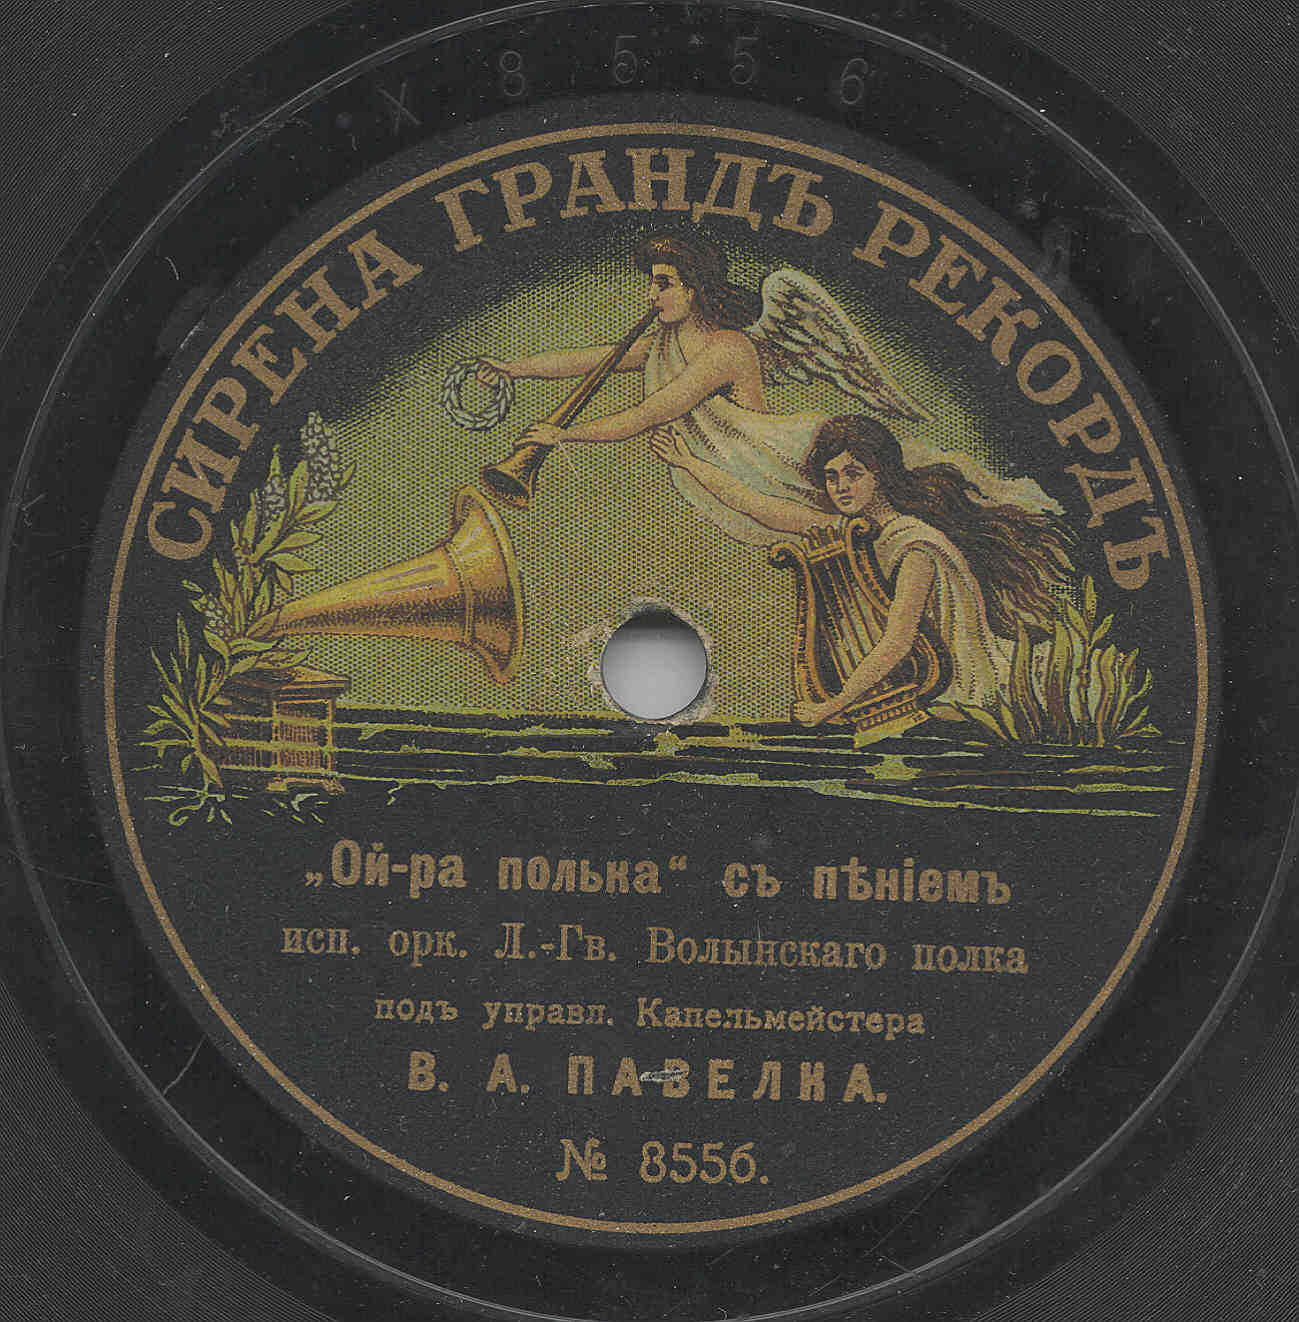 X 8556
СИРЕНА ГРАНДЪ РЕКОРДЪ
„Ой-ра полька“ съ пѣніемъ
исп. орк. Л.-Гв. Волынскаго полка
подъ управл. Капельмейстера
В. А. ПАВЕЛКА.
№ 8556.